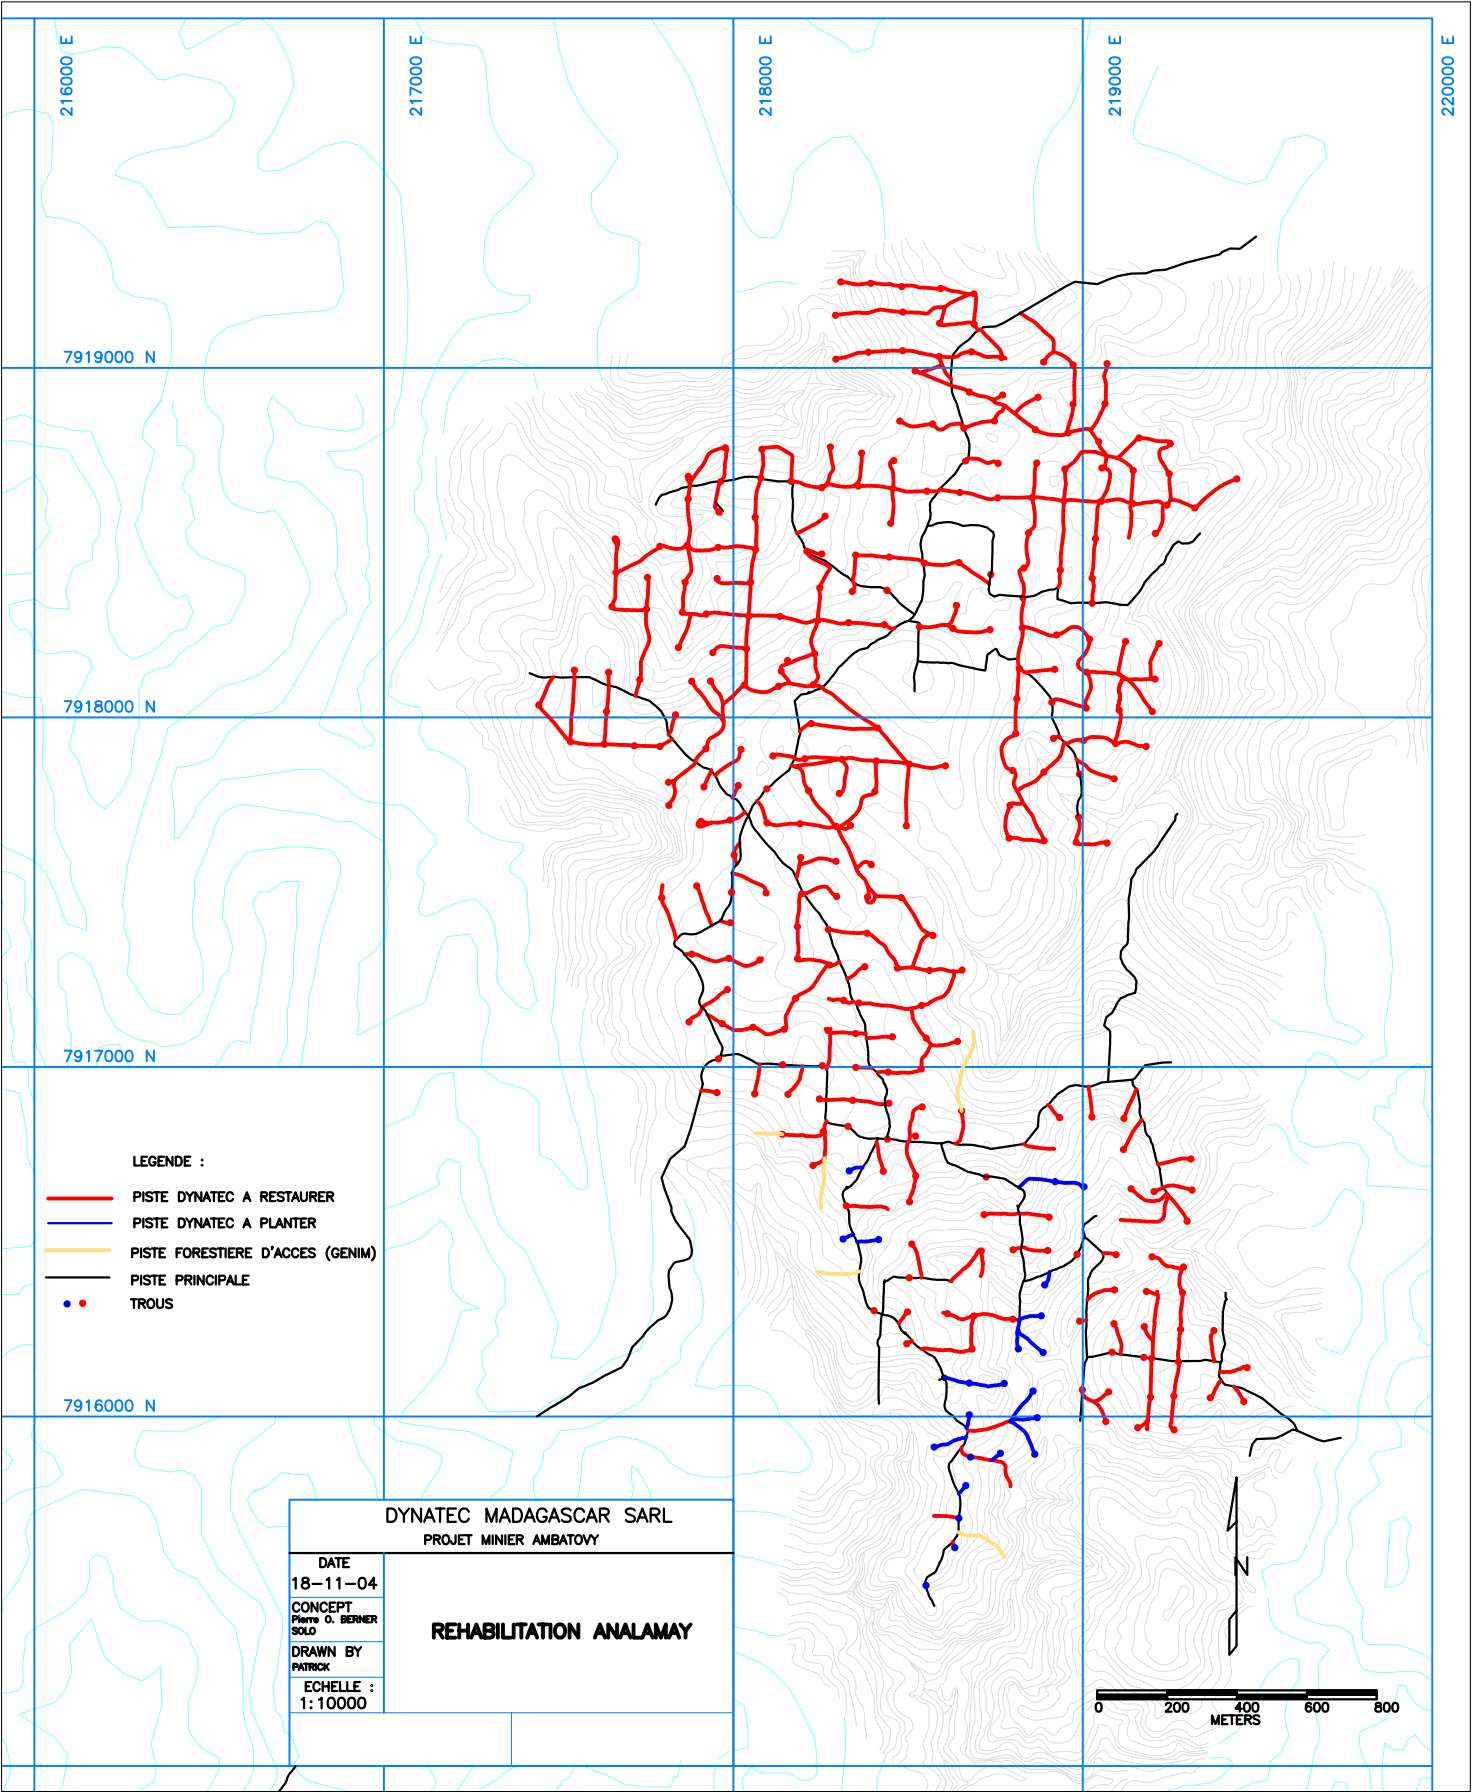 216000 E
217000 E
218000 E
219000 E
220000 E
7919000 N
7918000 N
7917000 N
LEGENDE :
PISTE DYNATEC A RESTAURER
PISTE DYNATEC A PLANTER
PISTE FORESTIERE D'ACCES (GENIM)
PISTE PRINCIPALE
TROUS
7916000 N
DYNATEC MADAGASCAR SARL
PROJET MINIER AMBATOVY
DATE
18-11-04
CONCEPT
Pierre O. BERNER
SOLO
DRAWN BY
PATRICK
ECHELLE :
1:10000
REHABILITATION ANALAMAY
N
0 200 400 600 800
METERS